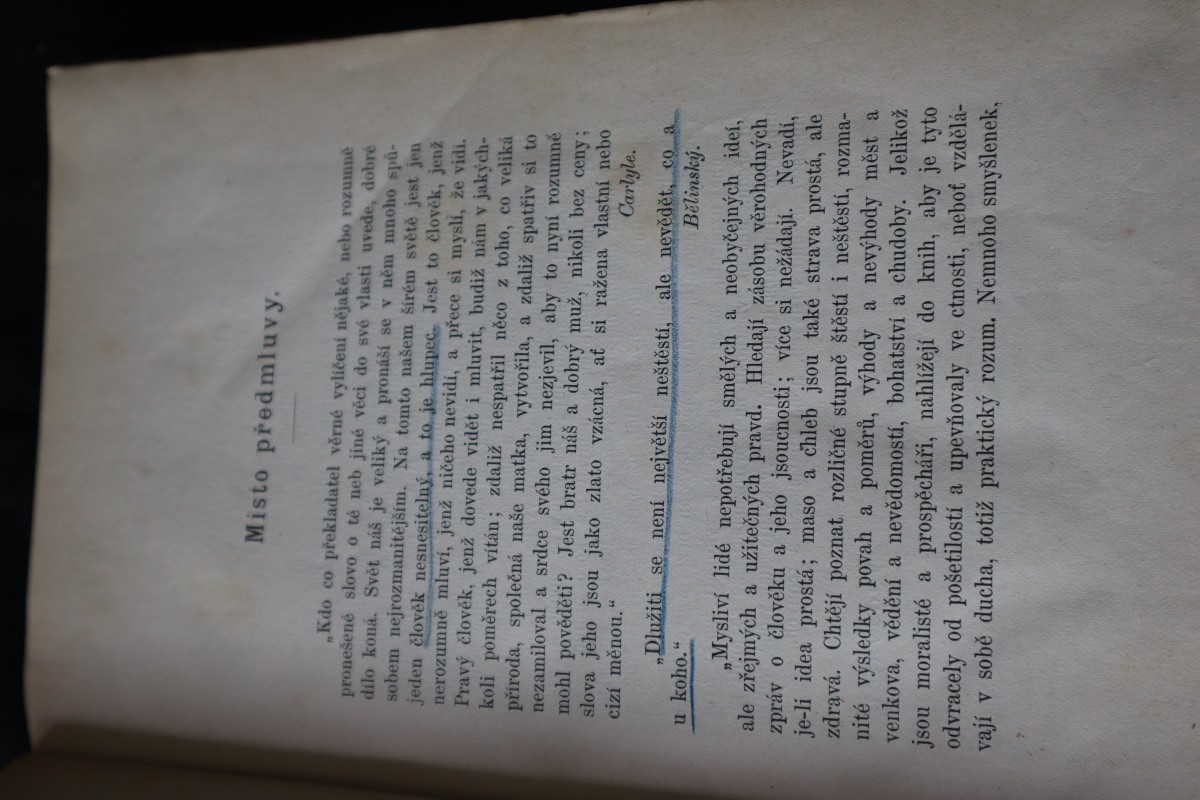 Místo předmluvy.
„Kdo co překladatel věrné vylíčení nějaké, nebo rozumně
pronešené slovo o té neb jiné věci do své vlasti uvede, dobré
dílo koná. Svět náš je veliký a pronáší se v něm mnoho spů-
sobem nejrozmanitějším. Na tomto našem šírém světě jest jen
jeden člověk nesnesitelný, a to je hlupec. Jest to člověk, jenž
nerozumně mluví, jenž ničeho nevidí, a přece si myslí, že vidí.
Pravý člověk, jenž dovede vidět i mluvit, budiž nám v jakých-
koli poměrech vítán; zdaliž nespatřil něco z toho, co veliká
příroda, společná naše matka, vytvořila, a zdaliž spatřiv si to
nezamiloval a srdce svého jim nezjevil, aby to nyní rozumně
mohl pověděti? Jest bratr náš a dobrý muž, nikoli bez ceny;
slova jeho jsou jako zlato vzácná, ať si ražena vlastní nebo
cizí měnou.“
Carlyle.
„Dlužiti se není největší neštěstí, ale nevědět, co a
u koho.“
Bělinský.
„Mysliví lidé nepotřebují smělých a neobyčejných ideí,
ale zřejmých a užitečných pravd. Hledají zásobu věrohodných
zpráv o člověku a jeho jsoucnosti; více si nežádají. Nevadí,
je-li idea prostá; maso a chleb jsou také strava prostá, ale
zdravá. Chtějí poznat rozličné stupně štěstí i neštěstí, rozma-
nité výsledky povah a poměrů, výhody a nevýhody měst a
venkova, vědění a nevědomosti, bohatství a chudoby. Jelikož
jsou moralisté a prospěcháři, nahlížejí do knih, aby je tyto
odvracely od pošetilostí a upevňovaly ve ctnosti, neboť vzdělá-
vají v sobě ducha, totiž praktický rozum. Nemnoho smyšlenek,